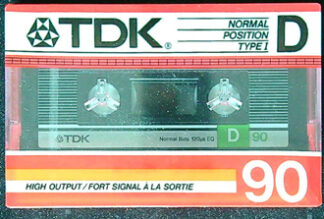 TDK®
NORMAL
POSITION
TYPE I
D
TDK
Normal Bias 120μs EQ
D 90
HIGH OUTPUT/FORT SIGNAL À LA SORTIE
90